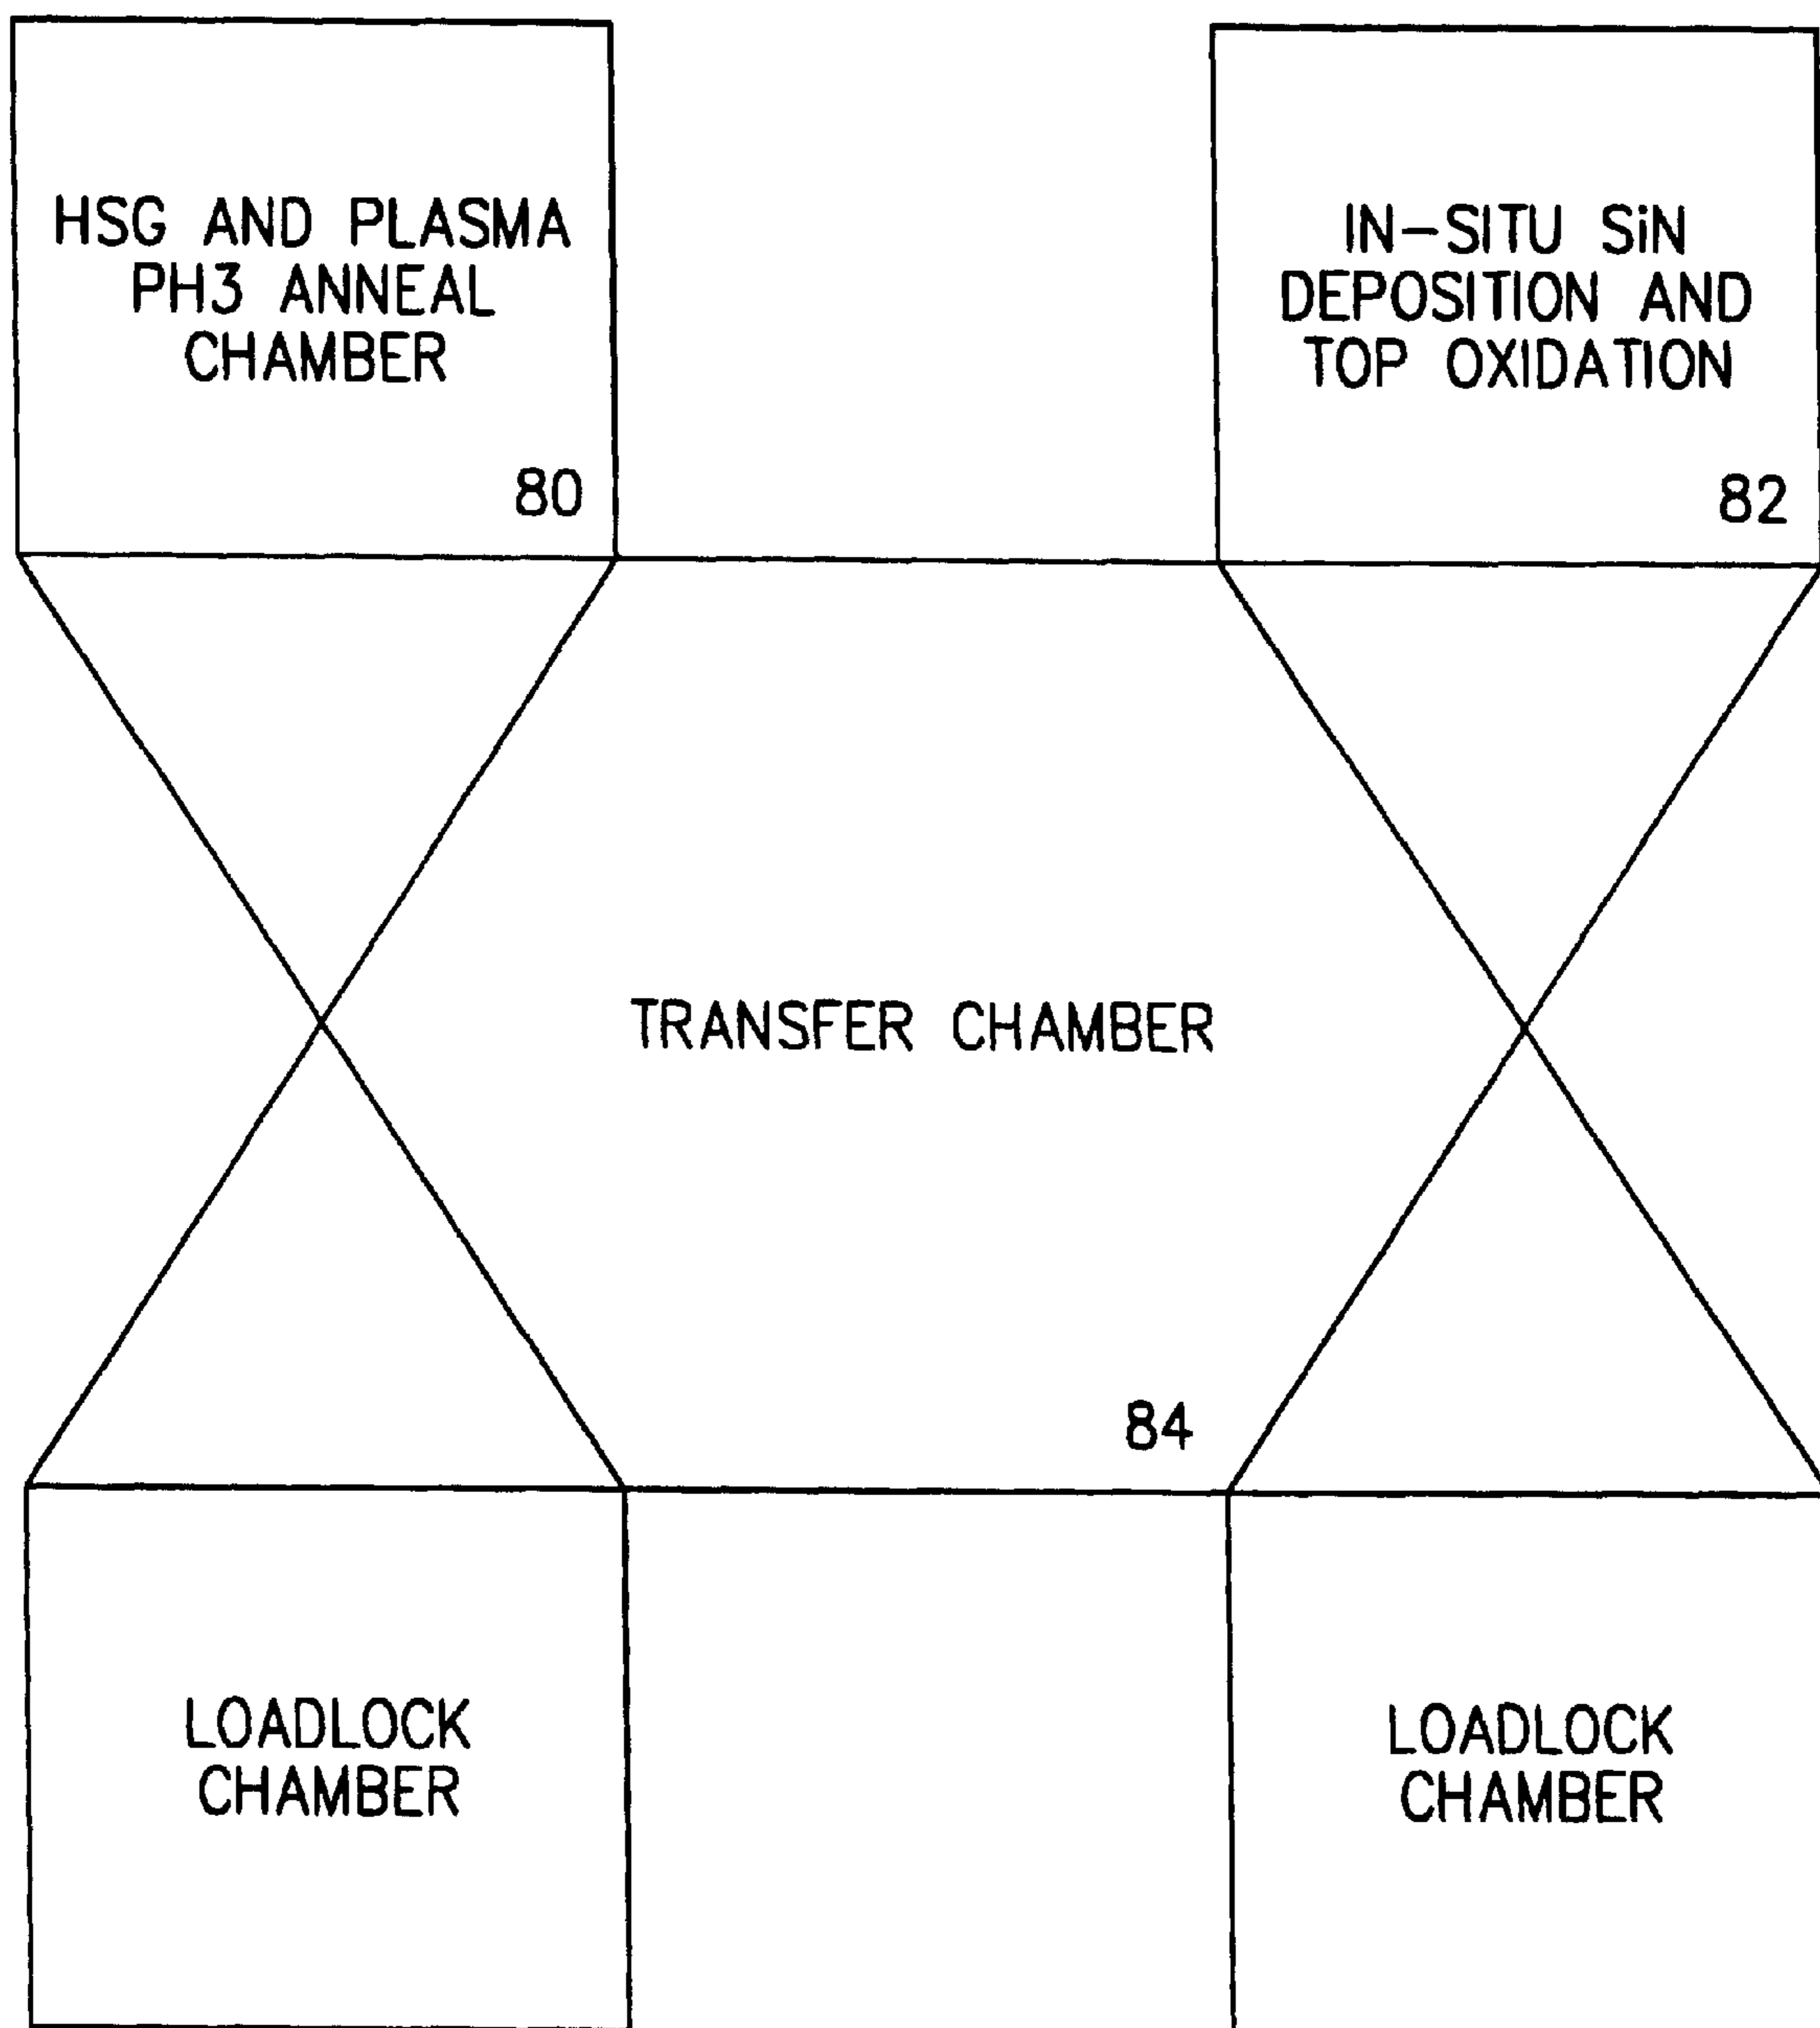 HSG AND PLASMA
PH3 ANNEAL
CHAMBER
80
IN-SITU SiN
DEPOSITION AND
TOP OXIDATION
82
TRANSFER CHAMBER
84
LOADLOCK
CHAMBER
LOADLOCK
CHAMBER